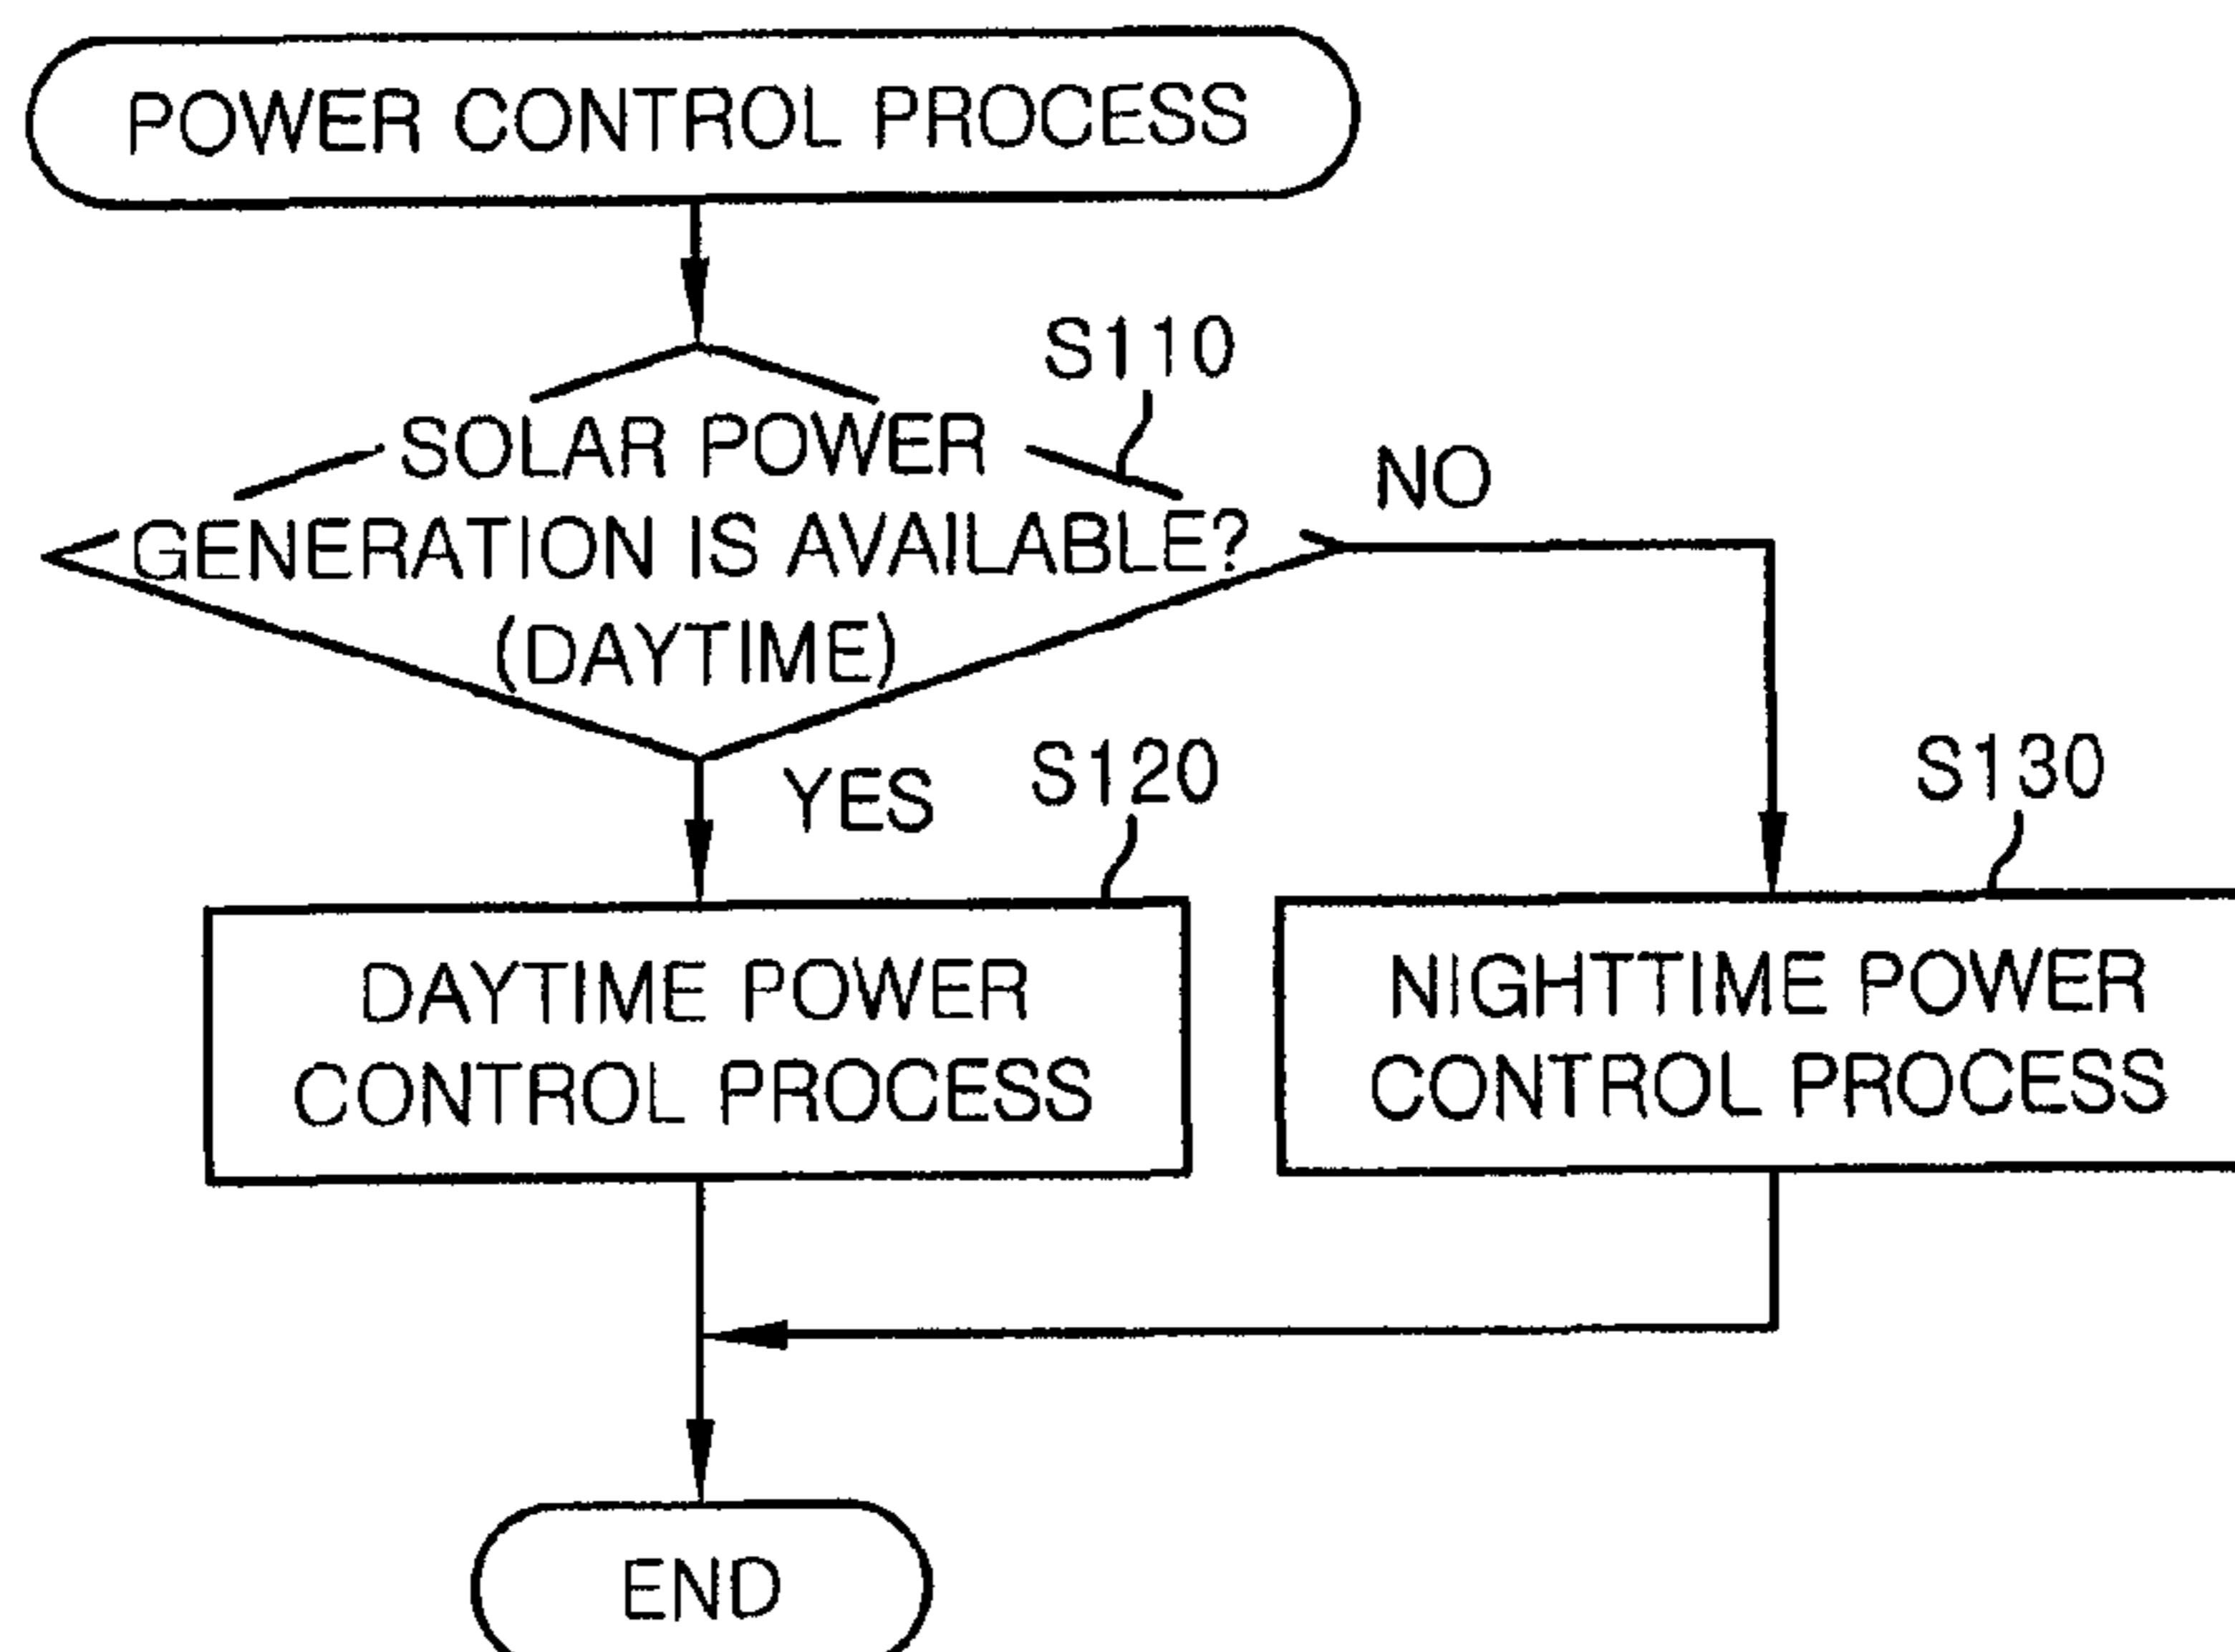 POWER CONTROL PROCESS
S110
SOLAR POWER
GENERATION IS AVAILABLE?
(DAYTIME)
NO
YES
S120
S130
DAYTIME POWER
CONTROL PROCESS
NIGHTTIME POWER
CONTROL PROCESS
END